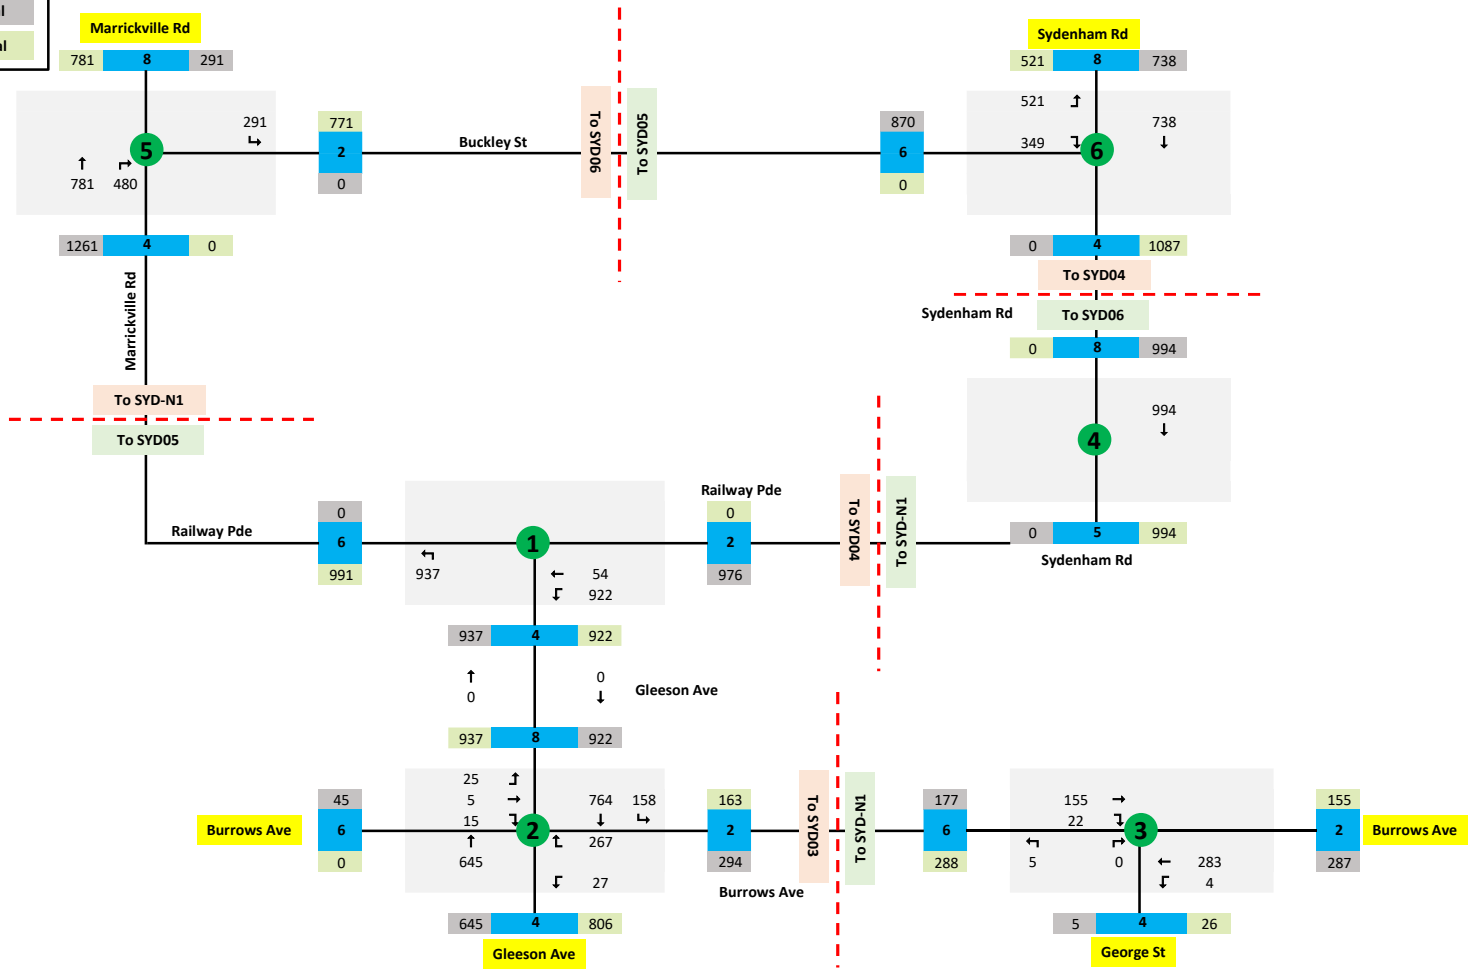 al
al
Marrickville Rd
781 8 291
291
5
781 480
1261 4 0
Marrickville Rd
771
2
0
Buckley St
To SYD06
To SYD05
870
6
0
Sydenham Rd
521 8 738
521
738
349
6
0 4 1087
To SYD04
Sydenham Rd
To SYD06
0 8 994
994
4
0 5 994
Sydenham Rd
To SYD-N1
To SYD05
Railway Pde
0
6
991
1
937
54
922
Railway Pde
0
2
976
To SYD04
To SYD-N1
937 4 922
0
0
Gleeson Ave
937 8 922
Burrows Ave
45
6
0
25
5
764 158
15
2
267
645
27
163
2
294
Burrows Ave
To SYD03
To SYD-N1
645 4 806
Gleeson Ave
177
6
288
155
22
3
5 0 283
4
155
2
287
Burrows Ave
5 4 26
George St